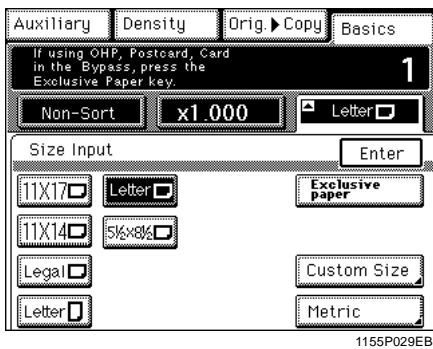 Auxiliary Density Orig.▶Copy Basics
If using OHP, Postcard, Card
in the Bypass, press the
Exclusive Paper key.
1
Non-Sort x1.000 Letter
Size Input Enter
11X17 Letter Exclusive
paper
11X14 5½×8½
Legal Custom Size
Letter Metric
1155P029EB